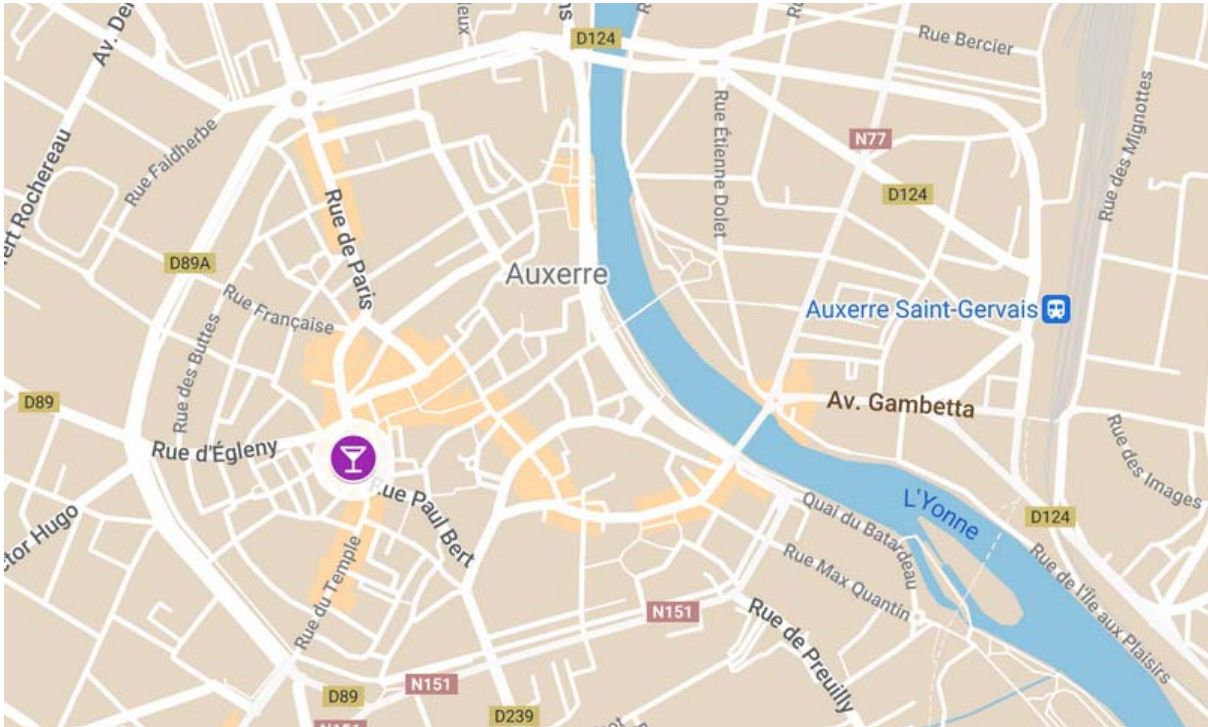 D124
Rue Bercier
Av. De
Rue Faidherbe
N77
Rue des Mignottes
ert Rochereau
Rue Étienne Dolet
D124
Rue de Paris
D89A
Auxerre
Rue Française
Auxerre Saint-Gervais
Rue des Buttes
D89
Av. Gambetta
Rue d'Égleny
Rue des Images
Rue Paul Bert
L'Yonne
Quai du Batardeau
D124
ctor Hugo
Rue du Temple
Rue Max Quantin
Rue de l'Île aux Plaisirs
N151
Rue de Preuilly
N151
D89
D239
N151